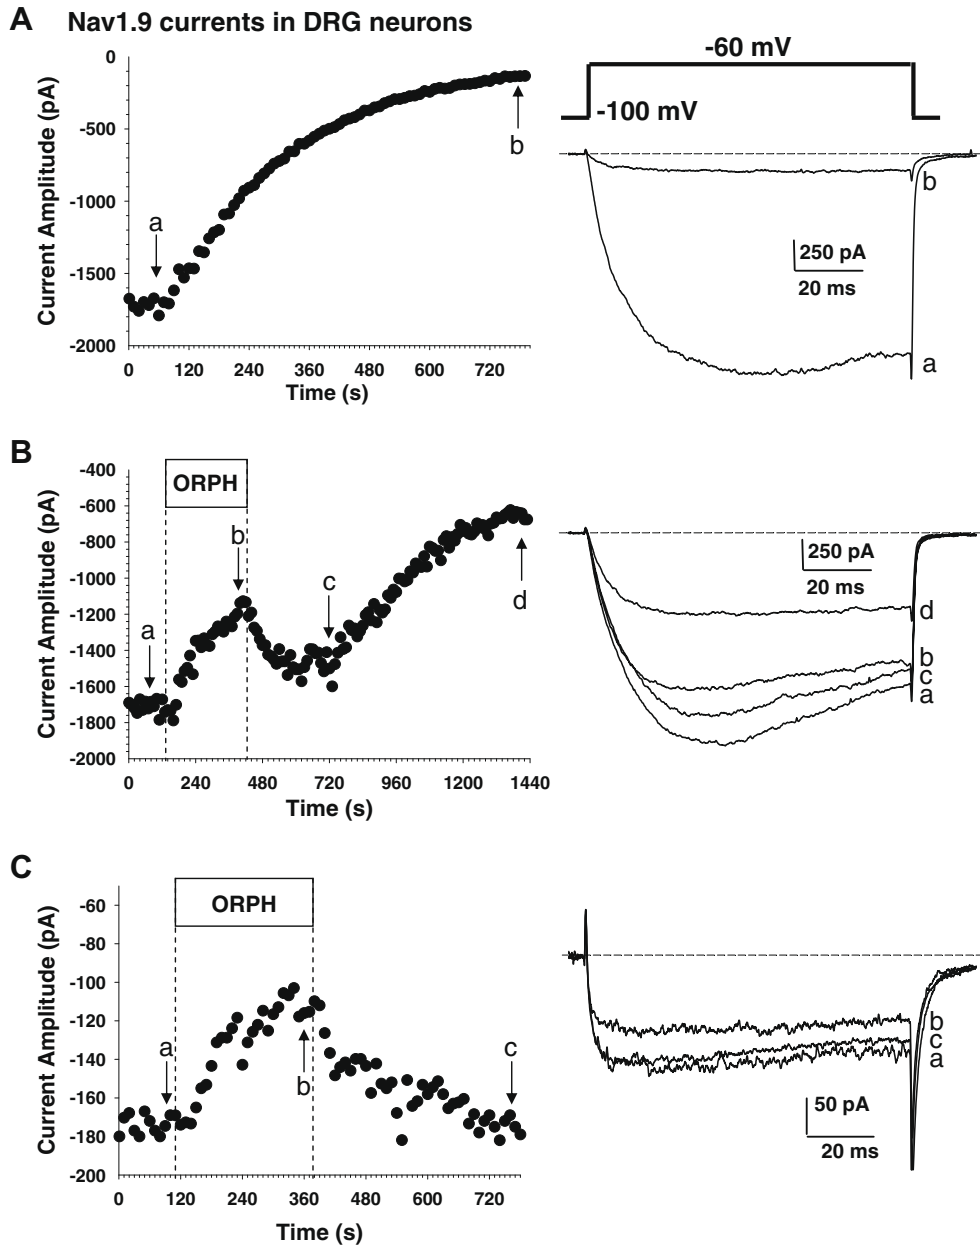 A Nav1.9 currents in DRG neurons
Current Amplitude (pA)
0
-500
-1000
-1500
-2000
a
b
0 120 240 360 480 600 720
Time (s)
-60 mV
-100 mV
b
250 pA
20 ms
a
B
Current Amplitude (pA)
-400
-600
-800
-1000
-1200
-1400
-1600
-1800
-2000
ORPH
a
b
c
d
0 240 480 720 960 1200 1440
Time (s)
250 pA
20 ms
d
b
c
a
C
Current Amplitude (pA)
-60
-80
-100
-120
-140
-160
-180
-200
ORPH
a
b
c
0 120 240 360 480 600 720
Time (s)
b
c
a
50 pA
20 ms